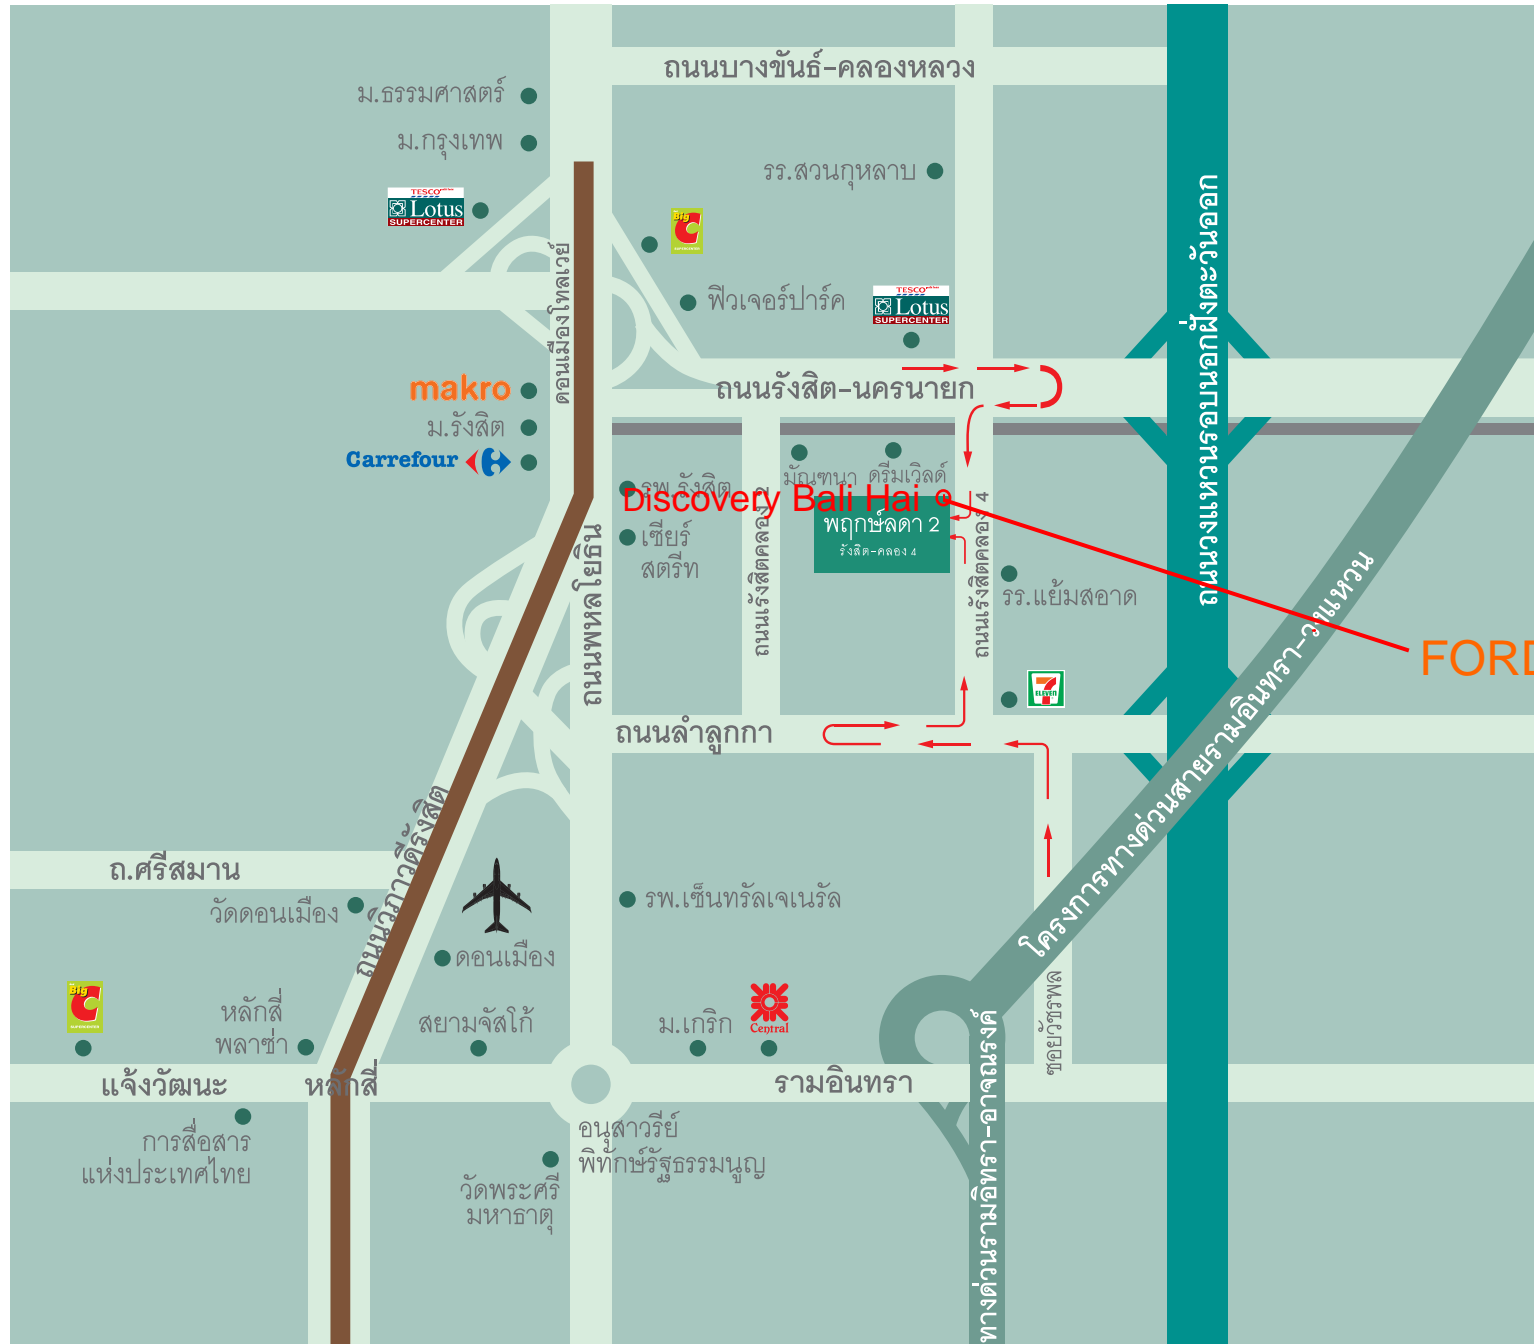 ถนนบางขันธ์-คลองหลวง
ม.ธรรมศาสตร์
ม.กรุงเทพ
รร.สวนกุหลาบ
TESCO
Lotus
SUPERCENTER
Big
C
SUPERCENTER
ดอนเมืองโทลเวย์
ฟิวเจอร์ปาร์ค
TESCO
Lotus
SUPERCENTER
ถนนวงแหวนรอบนอกฝั่งตะวันออก
makro
ถนนรังสิต-นครนายก
ม.รังสิต
Carrefour
รพ.รังสิต
มัณฑนา
ดรีมเวิลด์
Discovery Bali Hai
พฤกษ์ลดา 2
รังสิต-คลอง 4
เซียร์
สตรีท
ถนนพหลโยธิน
ถนนรังสิตคลอง 2
ถนนรังสิตคลอง 4
รร.แย้มสอาด
FORD
7
ELEVEN
ถนนลำลูกกา
โครงการทางด่วนสายรามอินทรา-วงแหวน
ถนนวิภาวดีรังสิต
ถ.ศรีสมาน
วัดดอนเมือง
รพ.เซ็นทรัลเจเนรัล
ดอนเมือง
Big
C
SUPERCENTER
หลักสี่
พลาซ่า
สยามจัสโก้
ม.เกริก
Central
ซอยวัชรพล
แจ้งวัฒนะ
หลักสี่
รามอินทรา
การสื่อสาร
แห่งประเทศไทย
อนุสาวรีย์
พิทักษ์รัฐธรรมนูญ
วัดพระศรี
มหาธาตุ
ทางด่วนรามอิทรา-อาจณรงค์